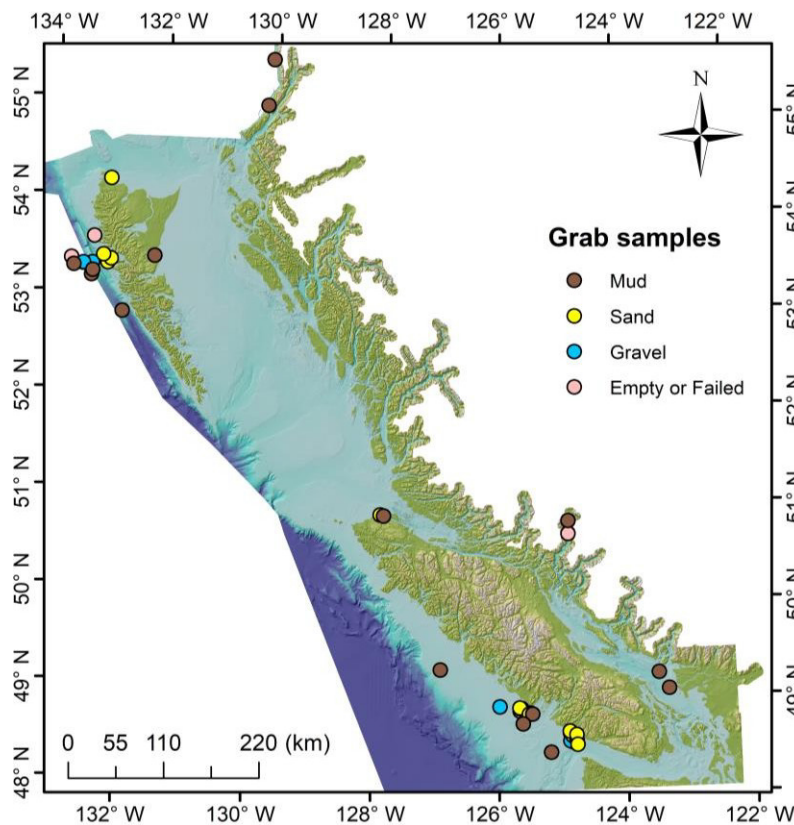 134° W 132° W 130° W 128° W 126° W 124° W 122° W
N
55° N 55° N
54° N 54° N
Grab samples
Mud
53° N 53° N
Sand
Gravel
Empty or Failed
52° N 52° N
51° N 51° N
50° N 50° N
49° N 49° N
0 55 110 220 (km)
48° N 48° N
132° W 130° W 128° W 126° W 124° W 122° W